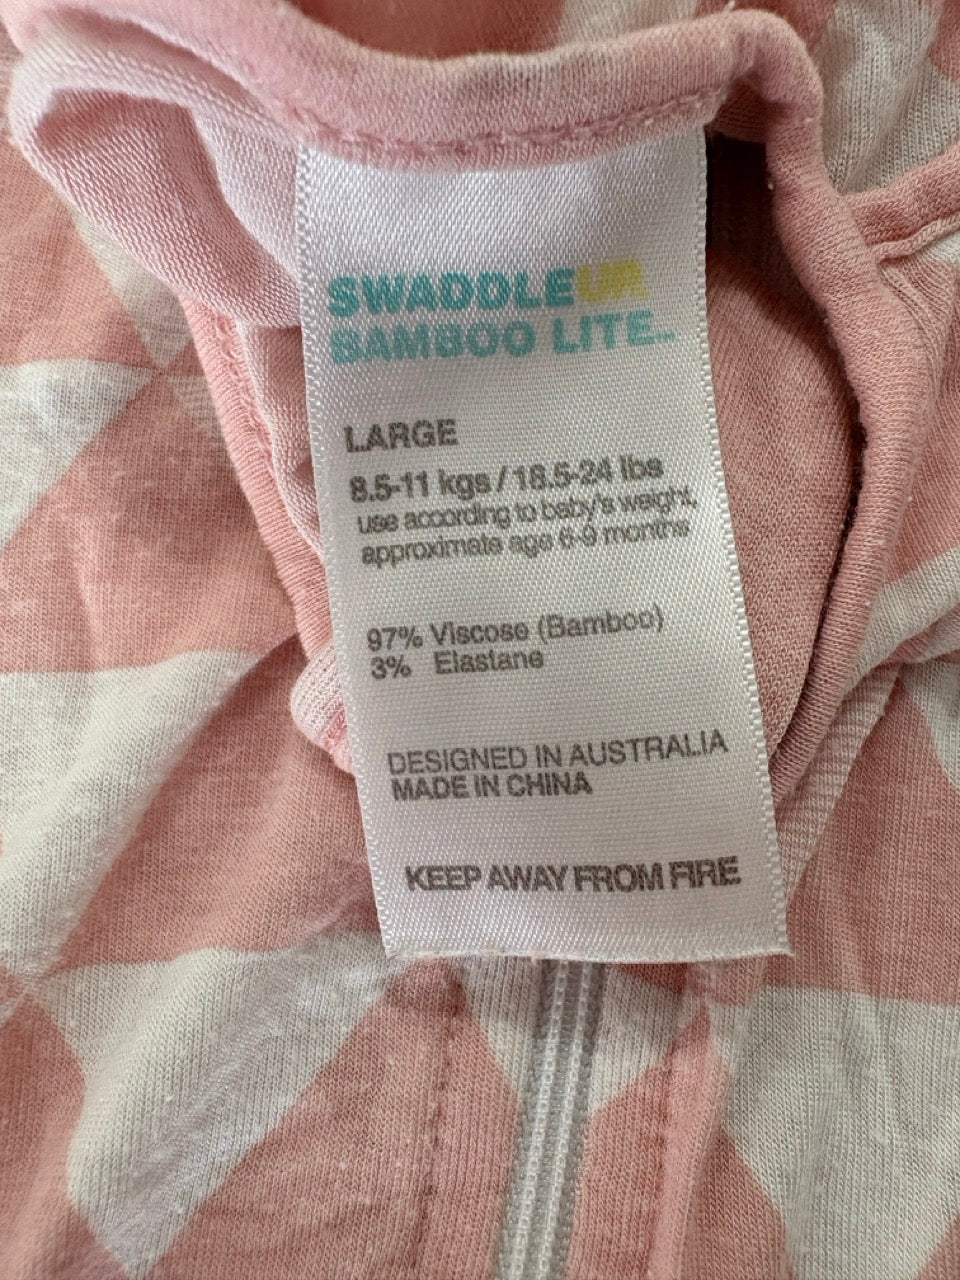 SWADDLEUP
BAMBOO LITE™
LARGE
8.5-11 kgs / 18.5-24 lbs
use according to baby's weight,
approximate age 6-9 months
97% Viscose (Bamboo)
3% Elastane
DESIGNED IN AUSTRALIA
MADE IN CHINA
KEEP AWAY FROM FIRE